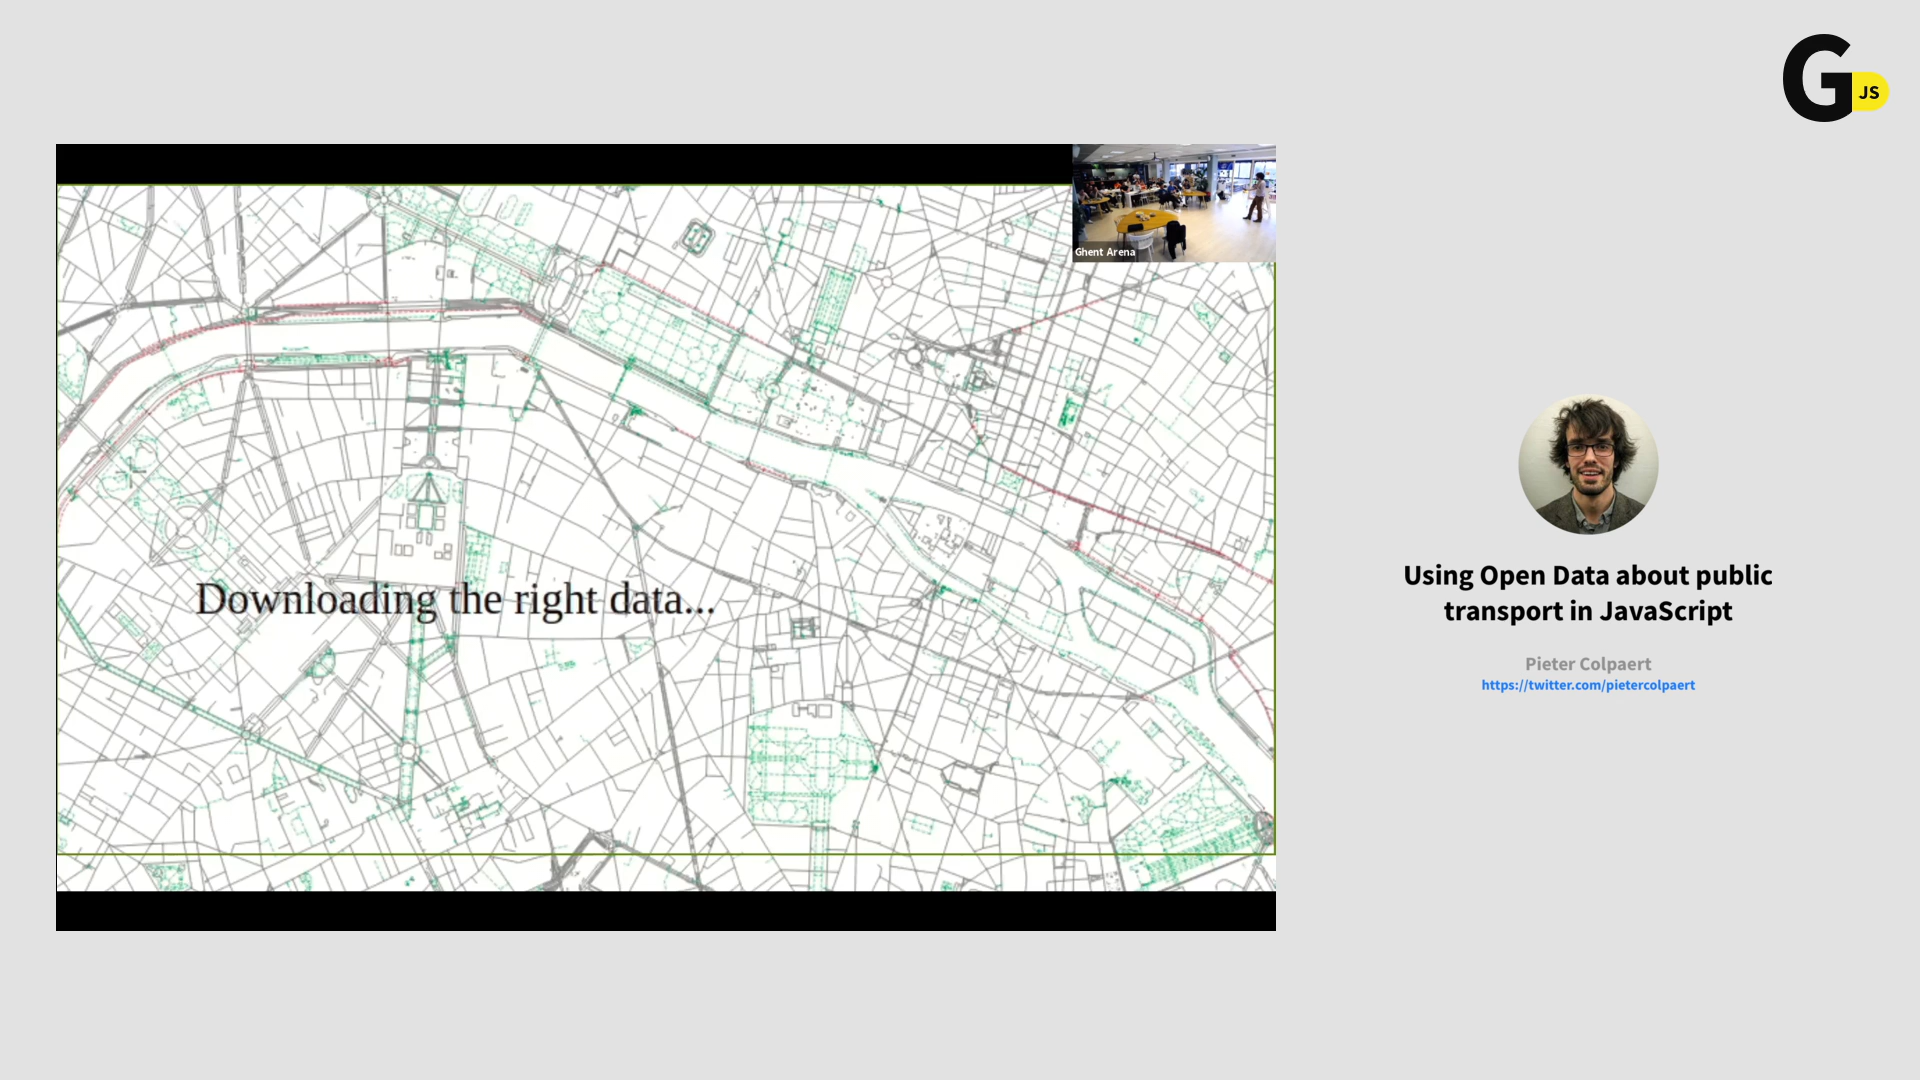 G
JS
Ghent Arena
Downloading the right data...
Using Open Data about public
transport in JavaScript
Pieter Colpaert
https://twitter.com/pietercolpaert